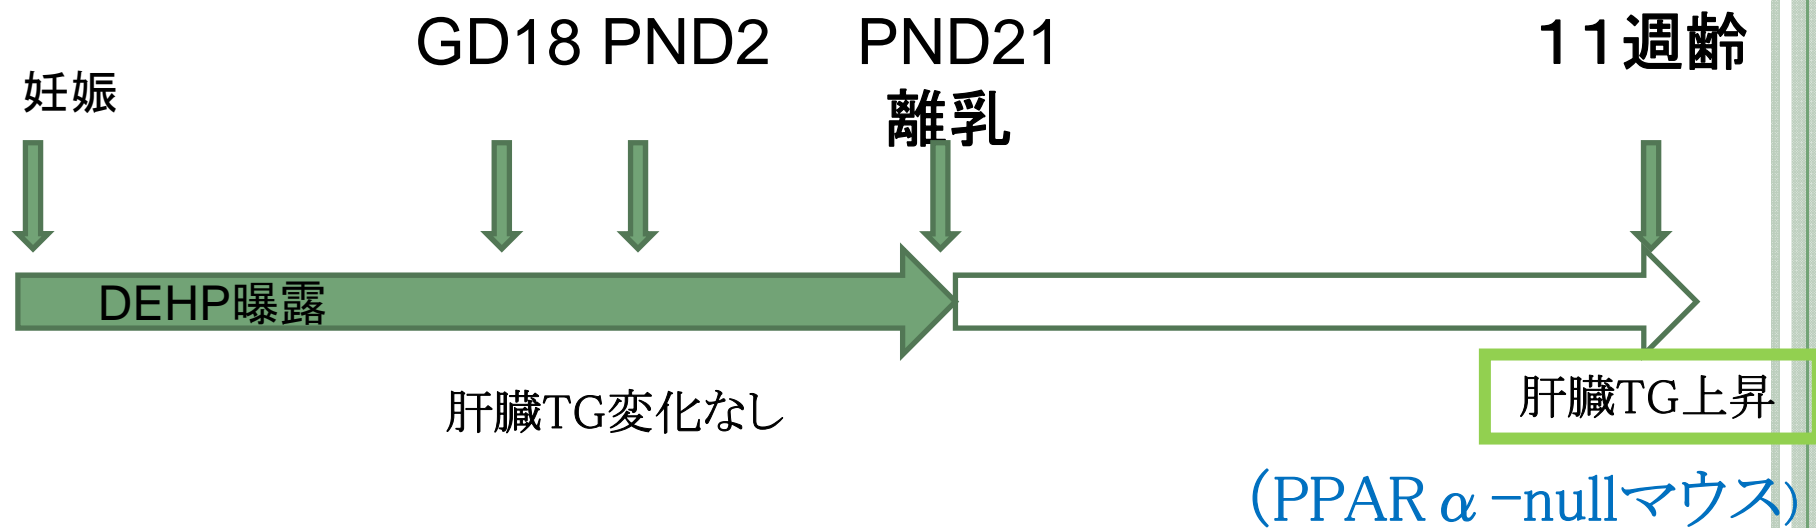 妊娠
GD18 PND2
PND21
離乳
11週齢
DEHP曝露
肝臓TG変化なし
肝臓TG上昇
(PPARα-nullマウス)